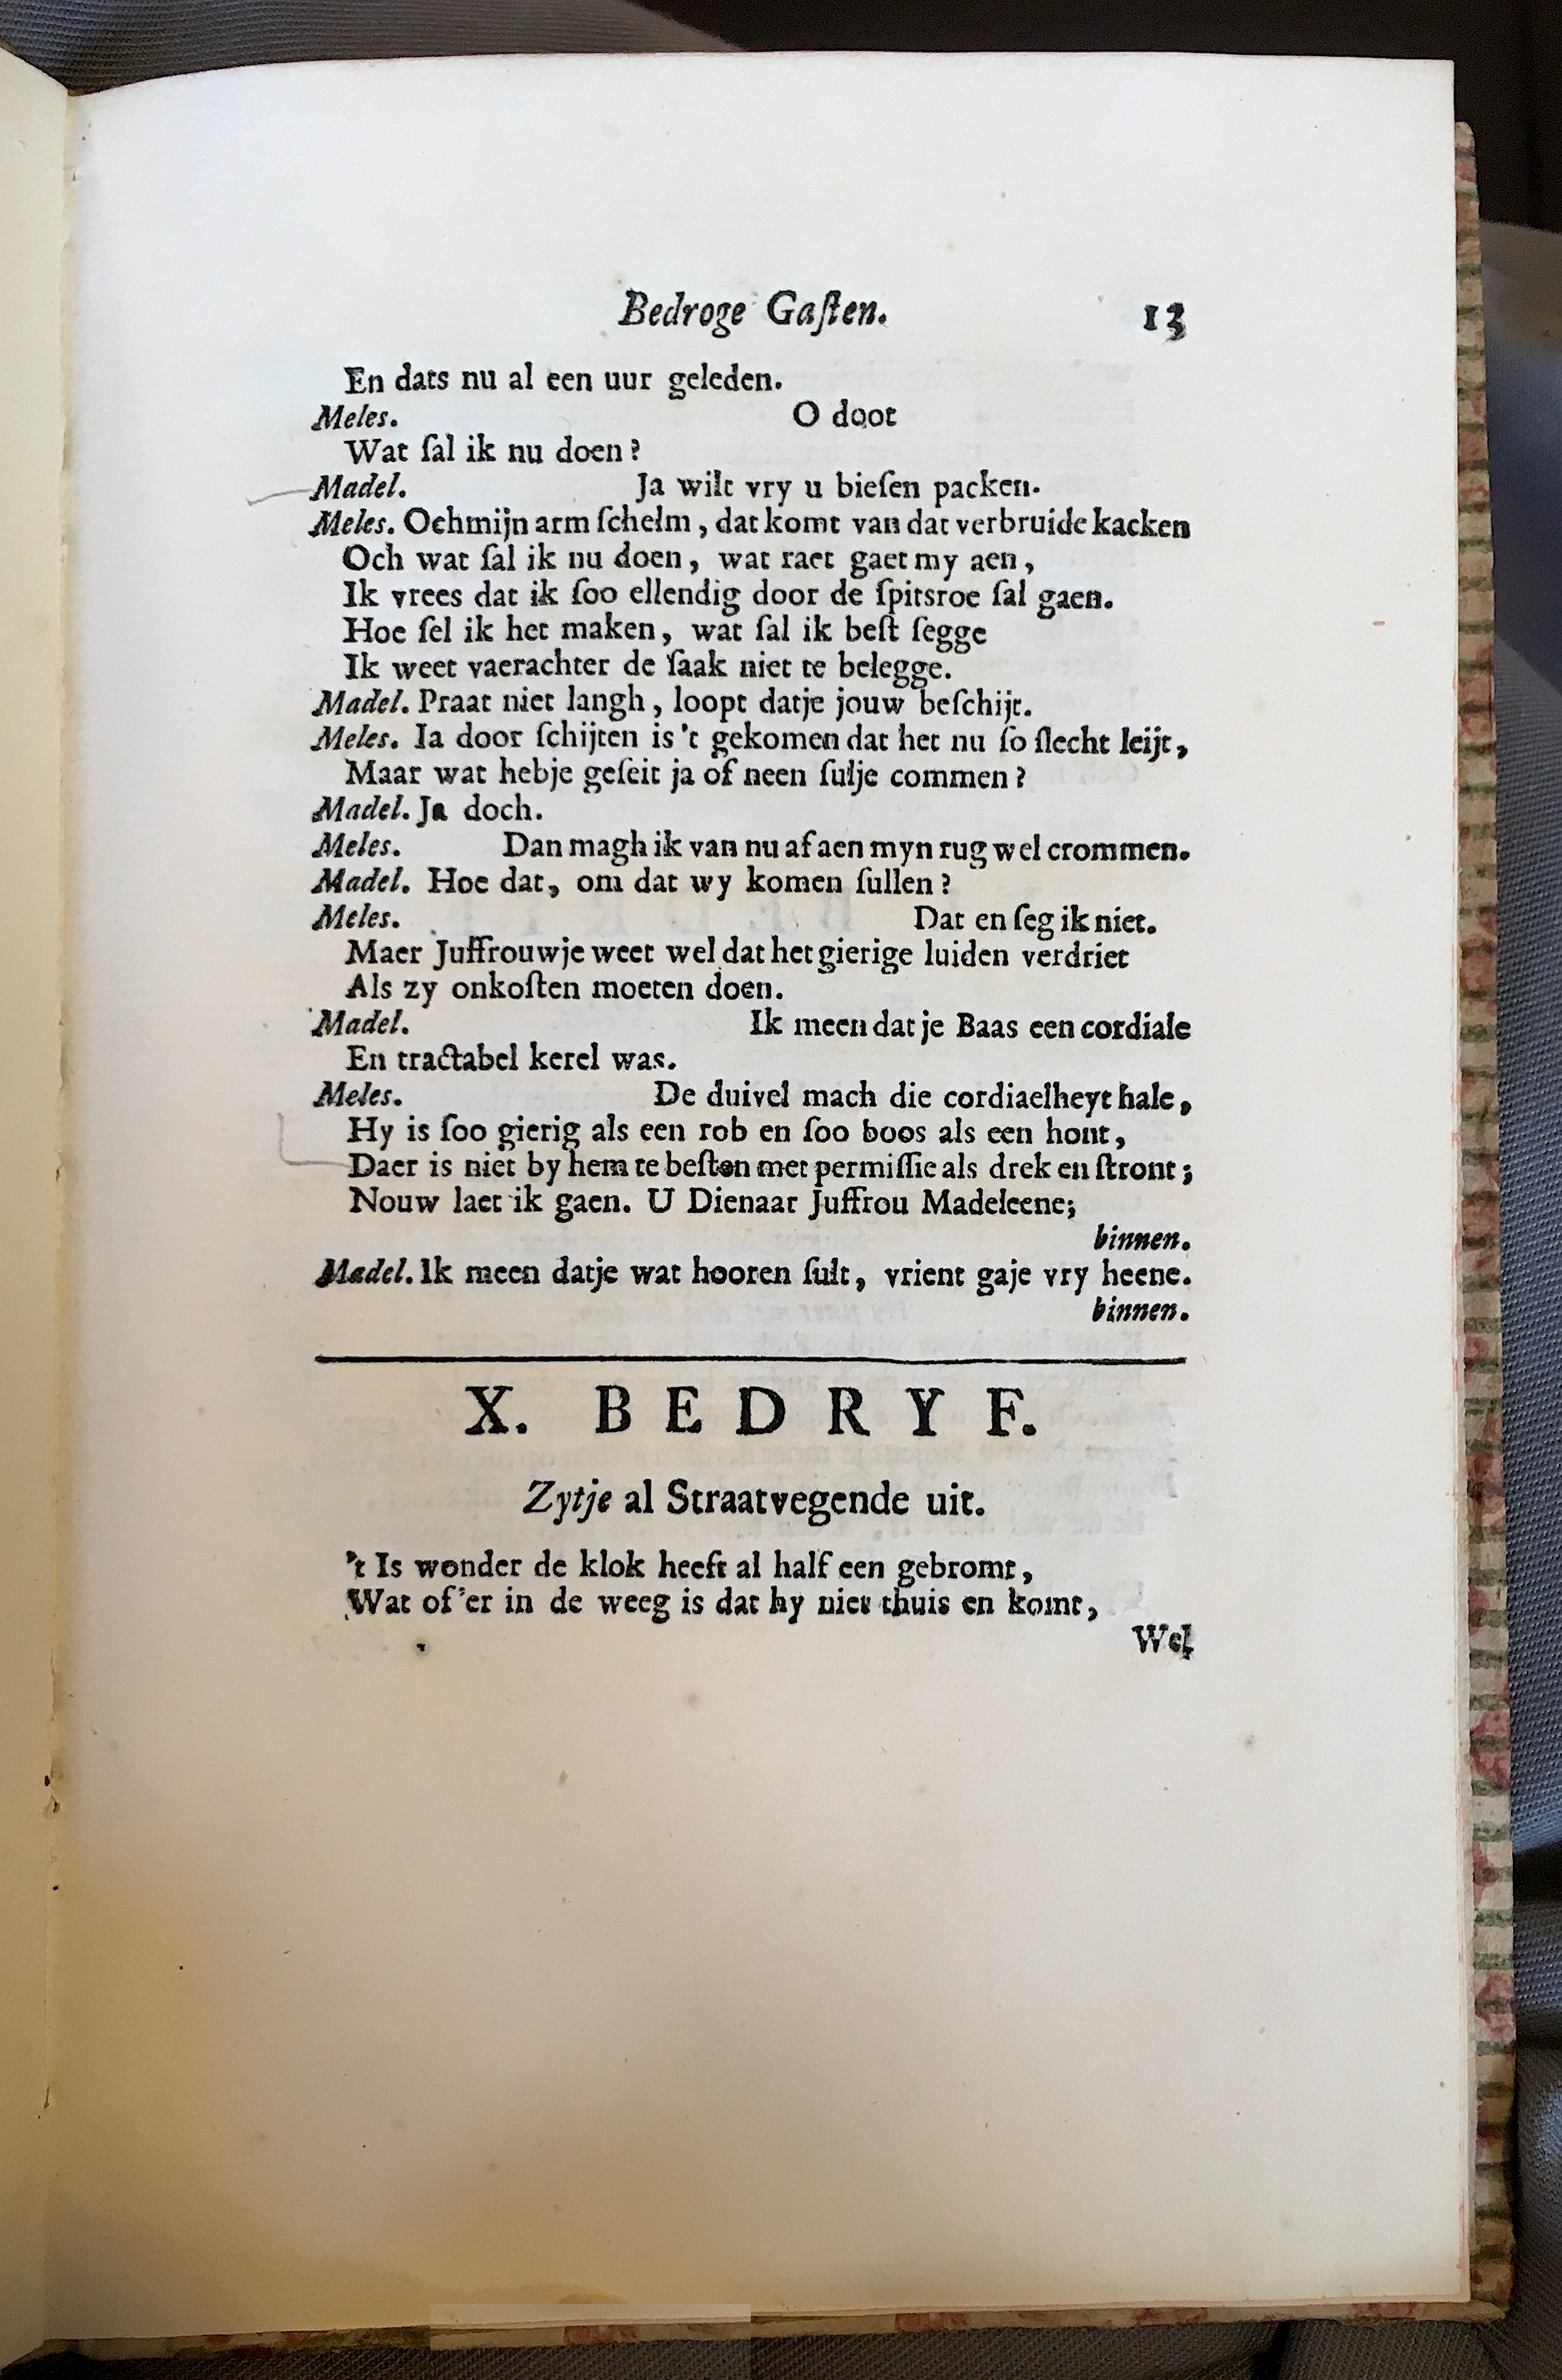 Bedroge Gaſten. 13
En dats nu al een uur geleden.
Meles. O doot
Wat ſal ik nu doen?
Madel. Ja wilt vry u bieſen packen.
Meles. Ochmijn arm ſchelm, dat komt van dat verbruide kacken
Och wat ſal ik nu doen, wat raet gaet my aen,
Ik vrees dat ik ſoo ellendig door de ſpitsroe ſal gaen.
Hoe ſel ik het maken, wat ſal ik beſt ſegge
Ik weet vaerachter de ſaak niet te belegge.
Madel. Praat niet langh, loopt datje jouw beſchijt.
Meles. Ia door ſchijten is 't gekomen dat het nu ſo ſlecht leijt,
Maar wat hebje geſeit ja of neen ſulje commen?
Madel. Ja doch.
Meles. Dan magh ik van nu af aen myn rug wel crommen.
Madel. Hoe dat, om dat wy komen ſullen?
Meles. Dat en ſeg ik niet.
Maer Juffrouwje weet wel dat het gierige luiden verdriet
Als zy onkoſten moeten doen.
Madel. Ik meen dat je Baas een cordiale
En tractabel kerel was.
Meles. De duivel mach die cordiaelheyt hale,
Hy is ſoo gierig als een rob en ſoo boos als een hont,
Daer is niet by hem te beſten met permiſſie als drek en ſtront;
Nouw laet ik gaen. U Dienaar Juffrou Madeleene;
binnen.
Madel. Ik meen datje wat hooren ſult, vrient gaje vry heene.
binnen.
X. BEDRYF.
Zytje al Straatvegende uit.
't Is wonder de klok heeft al half een gebromt,
Wat of'er in de weeg is dat hy niet thuis en komt,
Wel